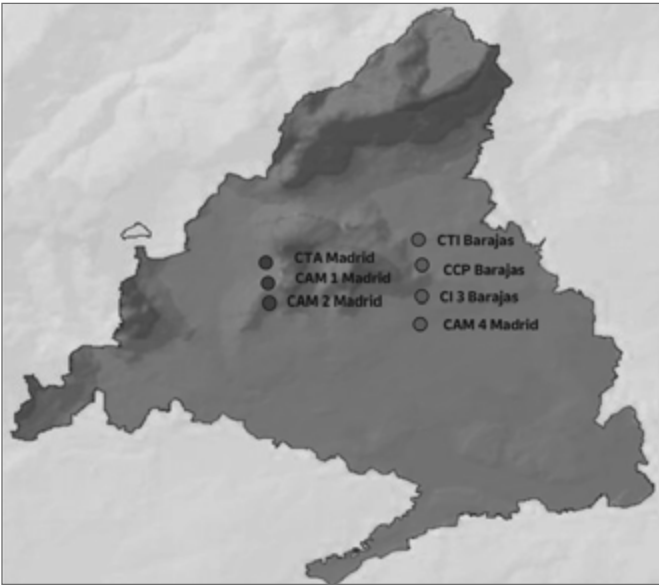 CTA Madrid
CAM 1 Madrid
CAM 2 Madrid
CTI Barajas
CCP Barajas
CI 3 Barajas
CAM 4 Madrid